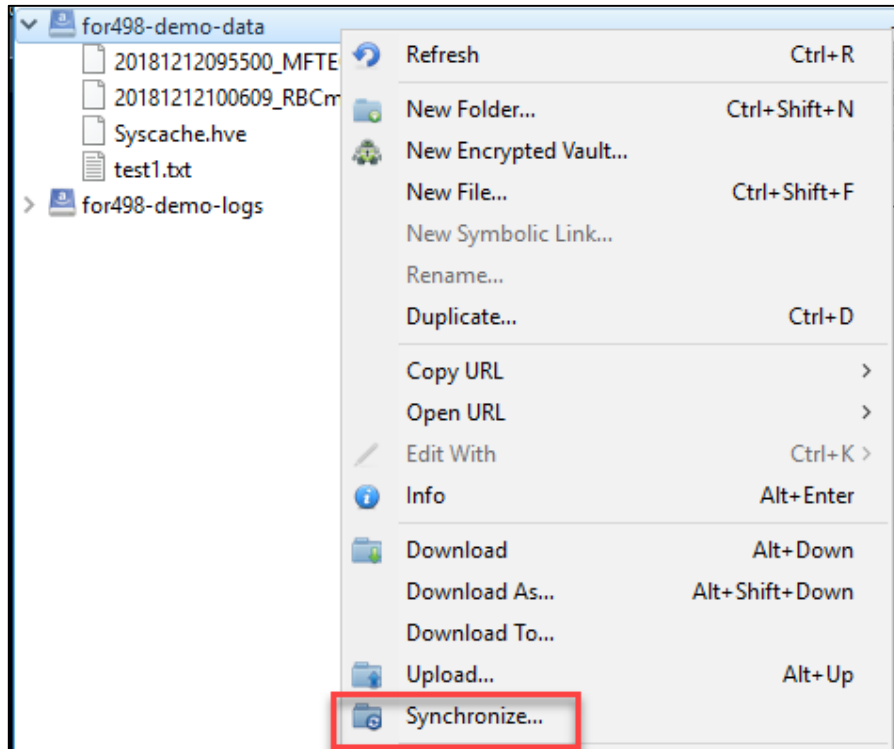 for498-demo-data
20181212095500_MFTE
20181212100609_RBCm
Syscache.hve
test1.txt
for498-demo-logs
Refresh Ctrl+R
New Folder... Ctrl+Shift+N
New Encrypted Vault...
New File... Ctrl+Shift+F
New Symbolic Link...
Rename...
Duplicate... Ctrl+D
Copy URL
Open URL
Edit With Ctrl+K
Info Alt+Enter
Download Alt+Down
Download As... Alt+Shift+Down
Download To...
Upload... Alt+Up
Synchronize...